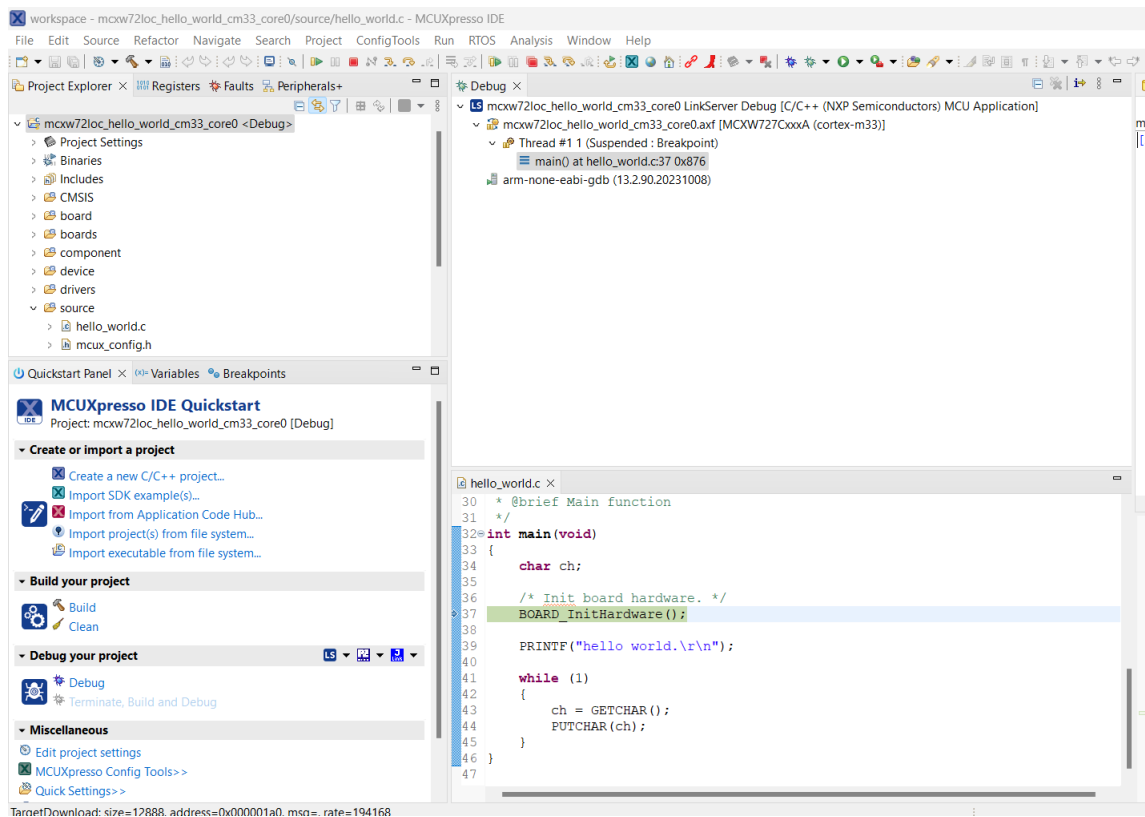 workspace - mcxw72loc_hello_world_cm33_core0/source/hello_world.c - MCUXpresso IDE
File Edit Source Refactor Navigate Search Project ConfigTools Run RTOS Analysis Window Help
Project Explorer Registers Faults Peripherals+
mcxw72loc_hello_world_cm33_core0 <Debug>
Project Settings
Binaries
Includes
CMSIS
board
boards
component
device
drivers
source
hello_world.c
mcux_config.h
Debug
LS mcxw72loc_hello_world_cm33_core0 LinkServer Debug [C/C++ (NXP Semiconductors) MCU Application]
mcxw72loc_hello_world_cm33_core0.axf [MCXW727CxxxA (cortex-m33)]
Thread #1 1 (Suspended : Breakpoint)
main() at hello_world.c:37 0x876
arm-none-eabi-gdb (13.2.90.20231008)
m
[
Quickstart Panel (x)= Variables Breakpoints
IDE
MCUXpresso IDE Quickstart
Project: mcxw72loc_hello_world_cm33_core0 [Debug]
Create or import a project
Create a new C/C++ project...
Import SDK example(s)...
Import from Application Code Hub...
Import project(s) from file system...
Import executable from file system...
Build your project
Build
Clean
Debug your project LS
Debug
Terminate, Build and Debug
Miscellaneous
Edit project settings
MCUXpresso Config Tools>>
Quick Settings>>
hello_world.c
30 * @brief Main function
31 */
32 int main(void)
33 {
34 char ch;
35
36 /* Init board hardware. */
37 BOARD_InitHardware();
38
39 PRINTF("hello world.\r\n");
40
41 while (1)
42 {
43 ch = GETCHAR();
44 PUTCHAR(ch);
45 }
46 }
47
TargetDownload: size=12888, address=0x000001a0, msg=, rate=194168